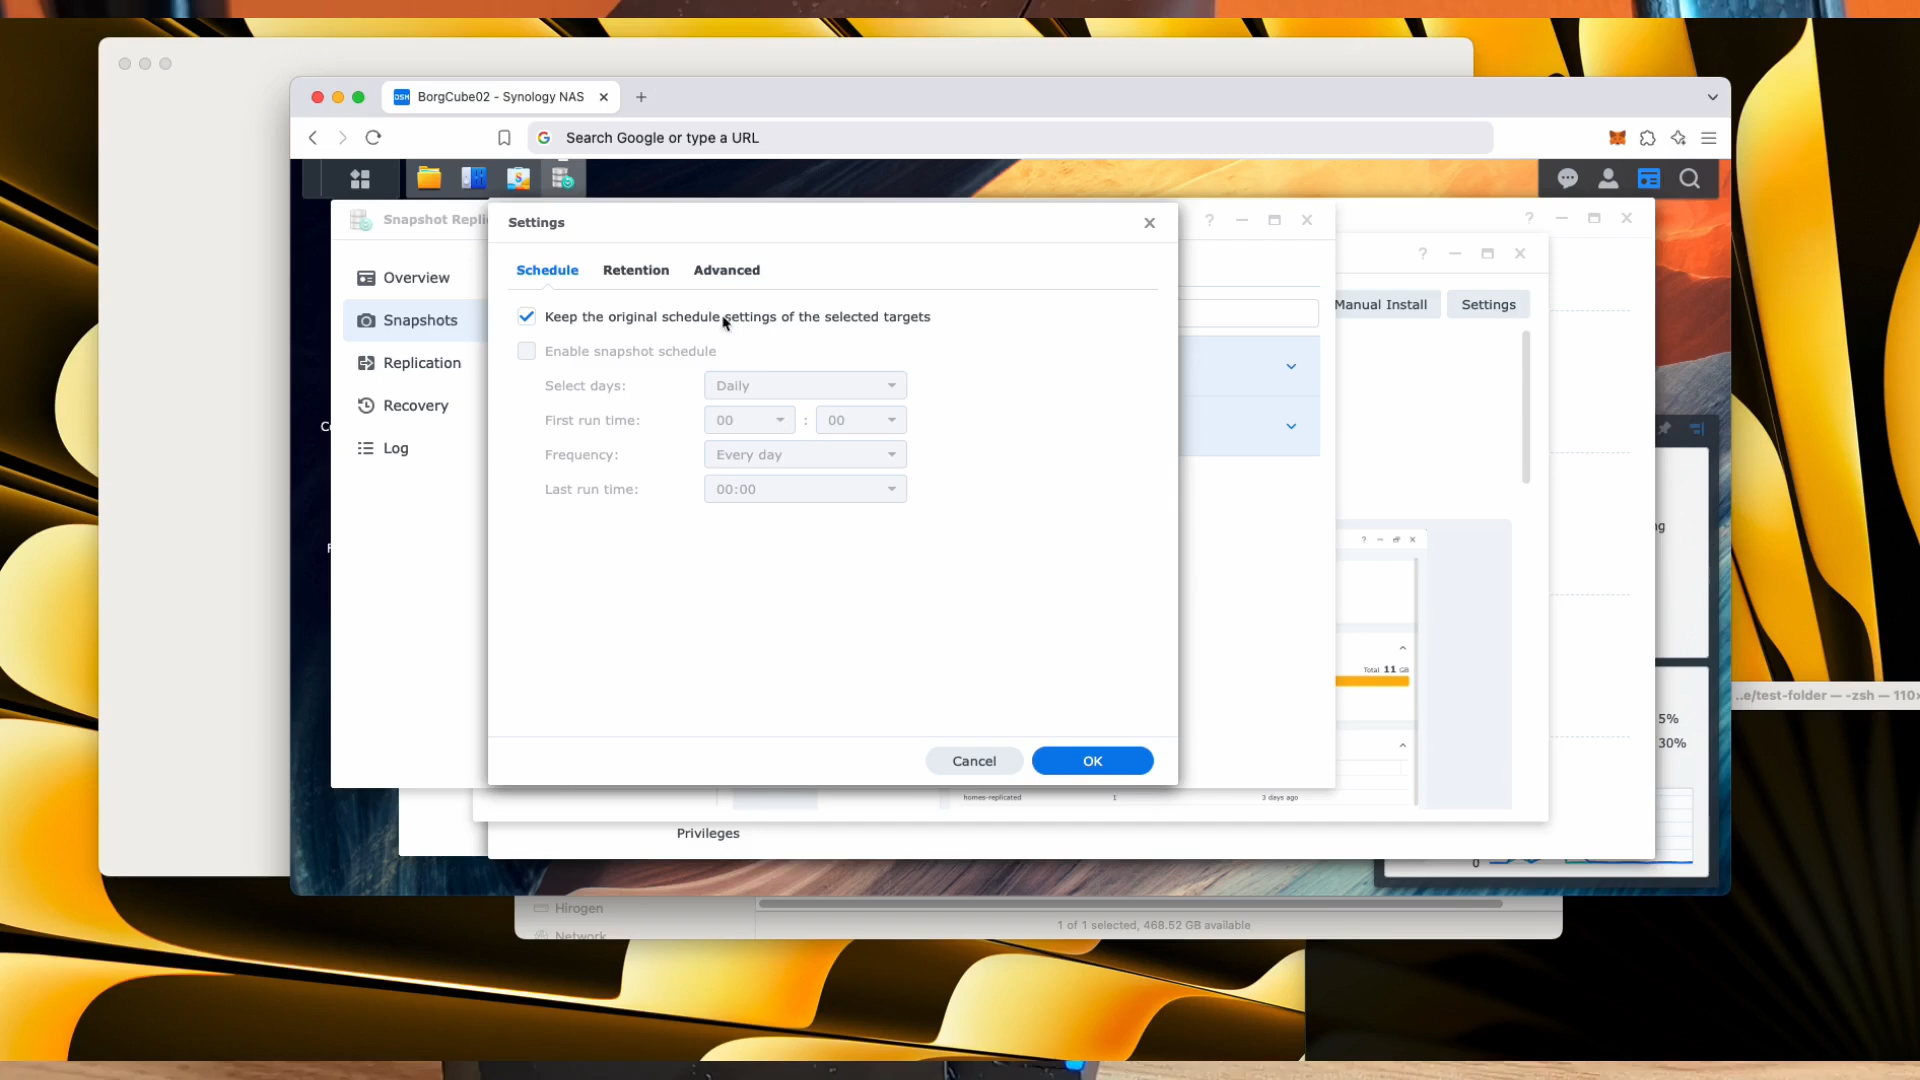 BorgCube02 - Synology NAS
Search Google or type a URL
Settings
Schedule
Retention
Advanced
Keep the original schedule settings of the selected targets
Enable snapshot schedule
Select days:
Daily
First run time:
00
:
00
Frequency:
Every day
Last run time:
00:00
Cancel
OK
Overview
Snapshots
Replication
Recovery
Log
Manual Install
Settings
Total 11 GB
homes-replicated
1
3 days ago
Privileges
5%
30%
0
..e/test-folder — -zsh — 110
Hirogen
Network
1 of 1 selected, 468.52 GB available